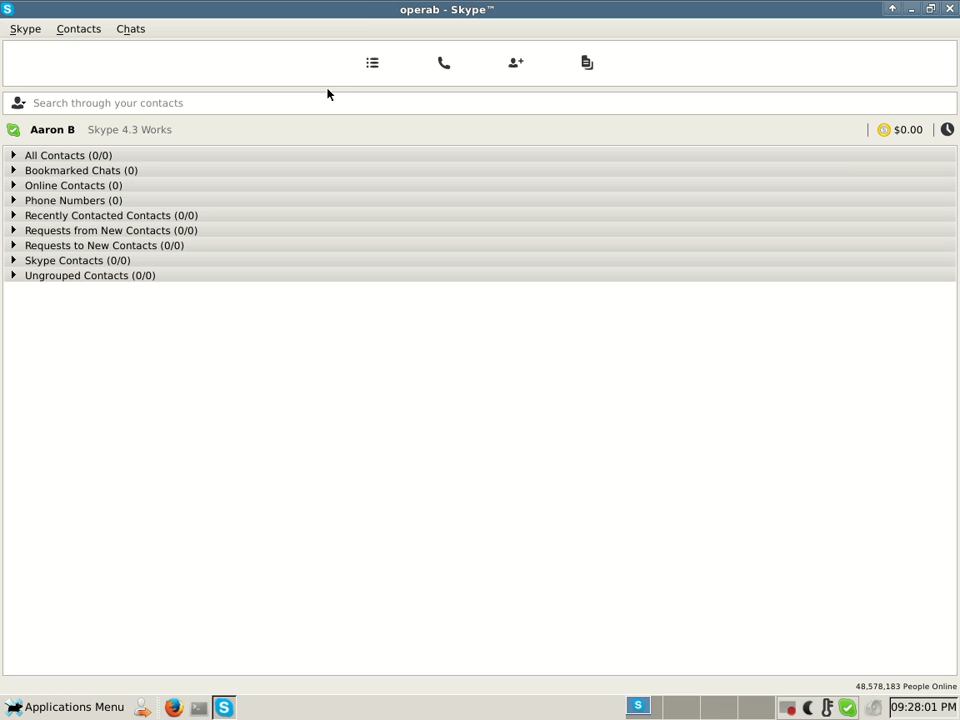 operab - Skype™
Skype Contacts Chats
Search through your contacts
Aaron B Skype 4.3 Works $0.00
All Contacts (0/0)
Bookmarked Chats (0)
Online Contacts (0)
Phone Numbers (0)
Recently Contacted Contacts (0/0)
Requests from New Contacts (0/0)
Requests to New Contacts (0/0)
Skype Contacts (0/0)
Ungrouped Contacts (0/0)
48,578,183 People Online
Applications Menu 09:28:01 PM